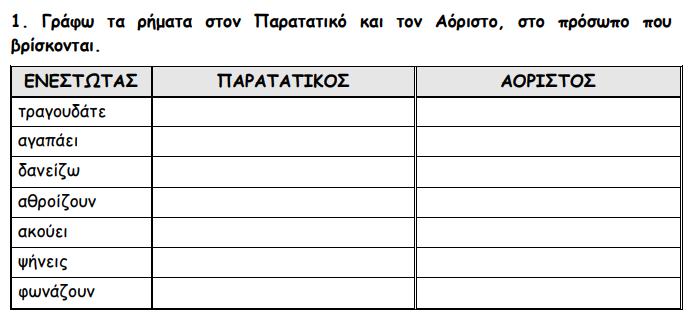 1. Γράφω τα ρήματα στον Παρατατικό και τον Αόριστο, στο πρόσωπο που
βρίσκονται.
ΕΝΕΣΤΩΤΑΣ ΠΑΡΑΤΑΤΙΚΟΣ ΑΟΡΙΣΤΟΣ
τραγουδάτε
αγαπάει
δανείζω
αθροίζουν
ακούει
ψήνεις
φωνάζουν